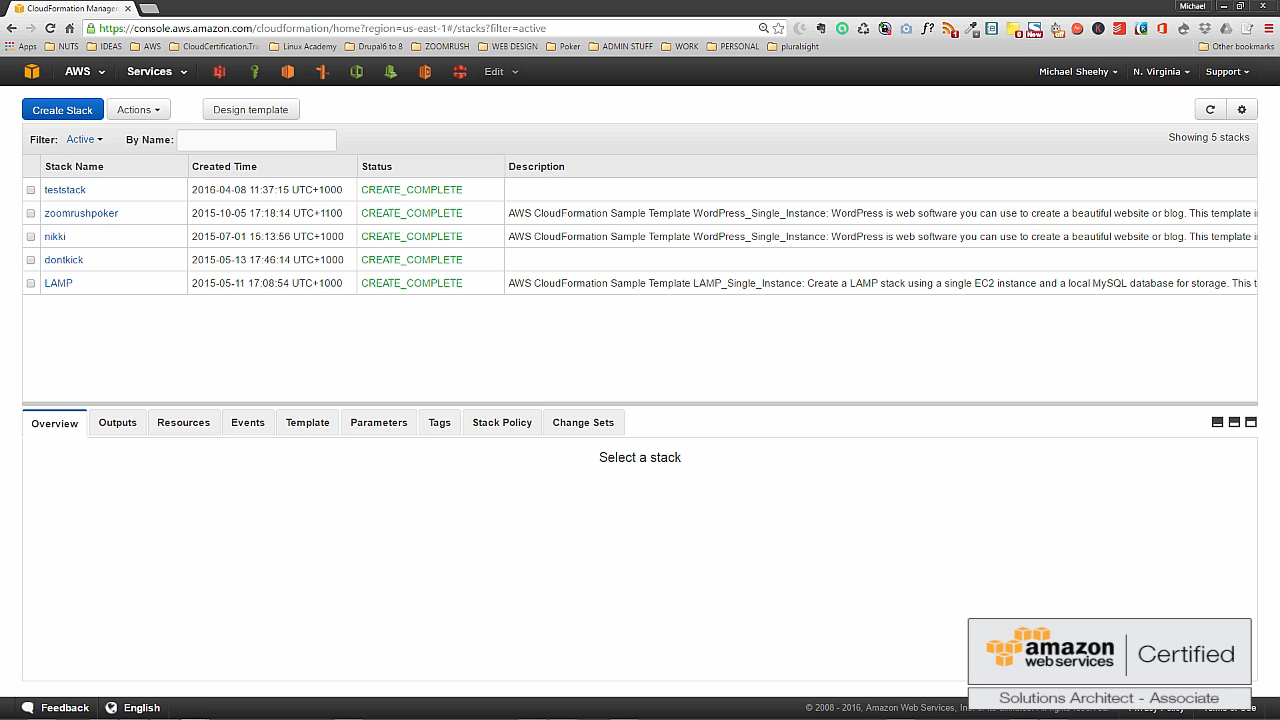 CloudFormation Manage
Michael
https://console.aws.amazon.com/cloudformation/home?region=us-east-1#/stacks?filter=active
Apps NUTS IDEAS AWS CloudCertification.Tra Linux Academy Drupal6 to 8 ZOOMRUSH WEB DESIGN Poker ADMIN STUFF WORK PERSONAL pluralsight Other bookmarks
AWS Services Edit Michael Sheehy N. Virginia Support
Create Stack Actions Design template
Filter: Active By Name: Showing 5 stacks
Stack Name Created Time Status Description
teststack 2016-04-08 11:37:15 UTC+1000 CREATE_COMPLETE
zoomrushpoker 2015-10-05 17:18:14 UTC+1100 CREATE_COMPLETE AWS CloudFormation Sample Template WordPress_Single_Instance: WordPress is web software you can use to create a beautiful website or blog. This template i
nikki 2015-07-01 15:13:56 UTC+1000 CREATE_COMPLETE AWS CloudFormation Sample Template WordPress_Single_Instance: WordPress is web software you can use to create a beautiful website or blog. This template i
dontkick 2015-05-13 17:46:14 UTC+1000 CREATE_COMPLETE
LAMP 2015-05-11 17:08:54 UTC+1000 CREATE_COMPLETE AWS CloudFormation Sample Template LAMP_Single_Instance: Create a LAMP stack using a single EC2 instance and a local MySQL database for storage. This t
Overview Outputs Resources Events Template Parameters Tags Stack Policy Change Sets
Select a stack
amazon web services Certified
Solutions Architect - Associate
Feedback English © 2008 - 2016, Amazon Web Services, Inc.